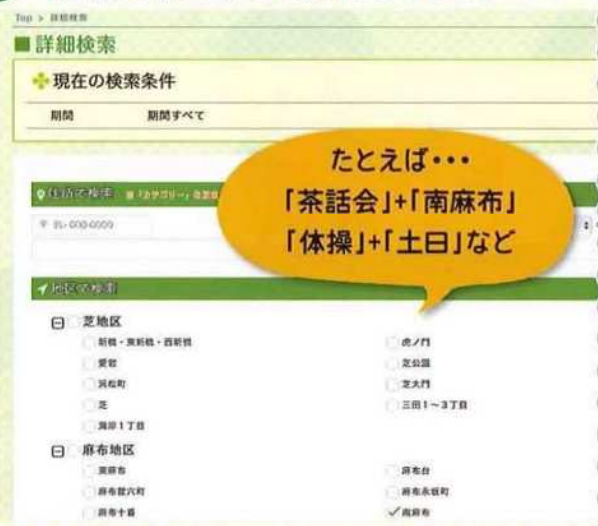 Top > 詳細検索
詳細検索
現在の検索条件
期間 期間すべて
たとえば・・・
「茶話会」+「南麻布」
「体操」+「土日」など
住所で検索
地区で検索
芝地区
新橋・東新橋・西新橋 虎ノ門
愛宕 芝公園
浜松町 芝大門
芝 三田1～3丁目
海岸1丁目
麻布地区
東麻布 麻布台
麻布狸穴町 麻布永坂町
麻布十番 南麻布